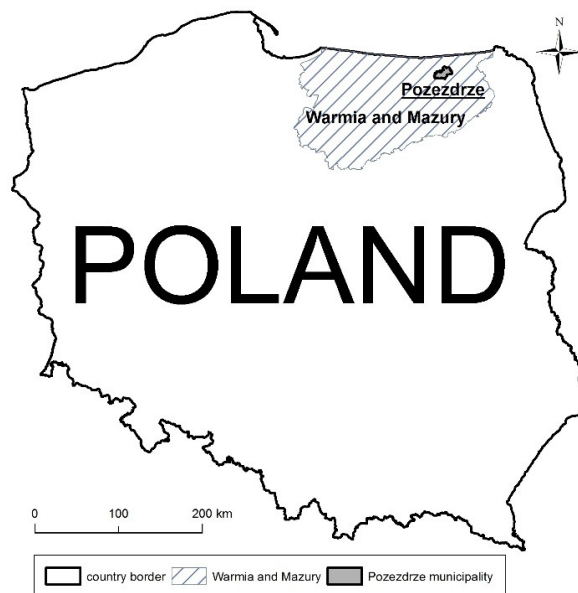 N
Pozezdrze
Warmia and Mazury
POLAND
0 100 200 km
country border Warmia and Mazury Pozezdrze municipality